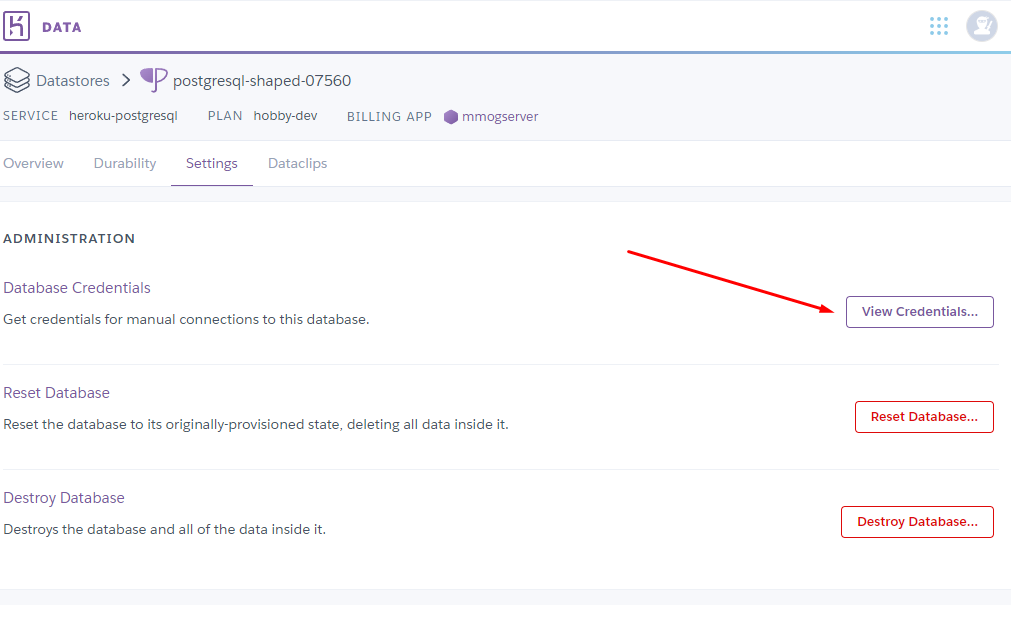 DATA
Datastores postgresql-shaped-07560
SERVICE heroku-postgresql PLAN hobby-dev BILLING APP mmogserver
Overview Durability Settings Dataclips
ADMINISTRATION
Database Credentials
Get credentials for manual connections to this database.
View Credentials...
Reset Database
Reset the database to its originally-provisioned state, deleting all data inside it.
Reset Database...
Destroy Database
Destroys the database and all of the data inside it.
Destroy Database...